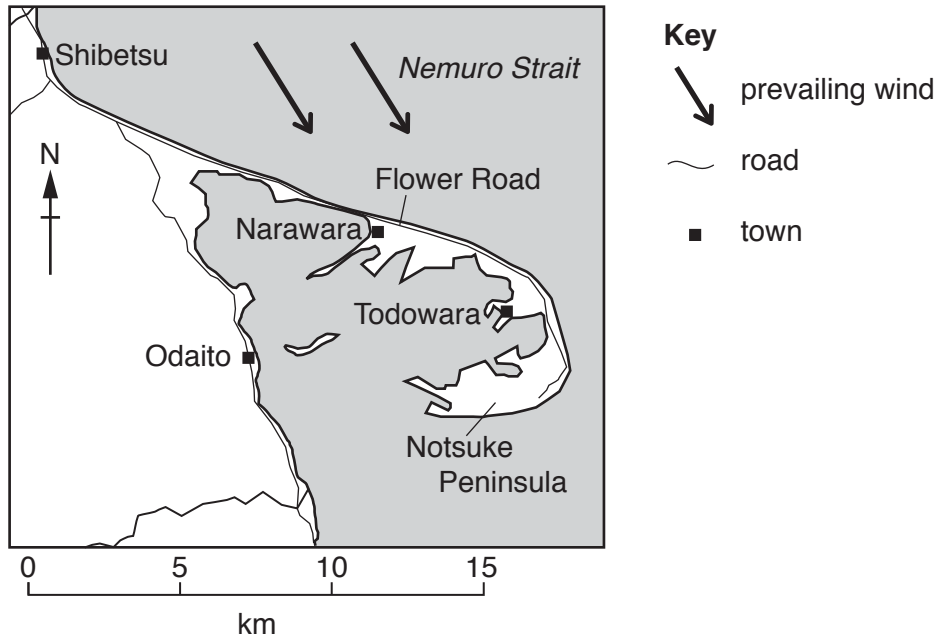 Shibetsu
Nemuro Strait
N
Flower Road
Narawara
Todowara
Odaito
Notsuke
Peninsula
0 5 10 15
km
Key
prevailing wind
road
town